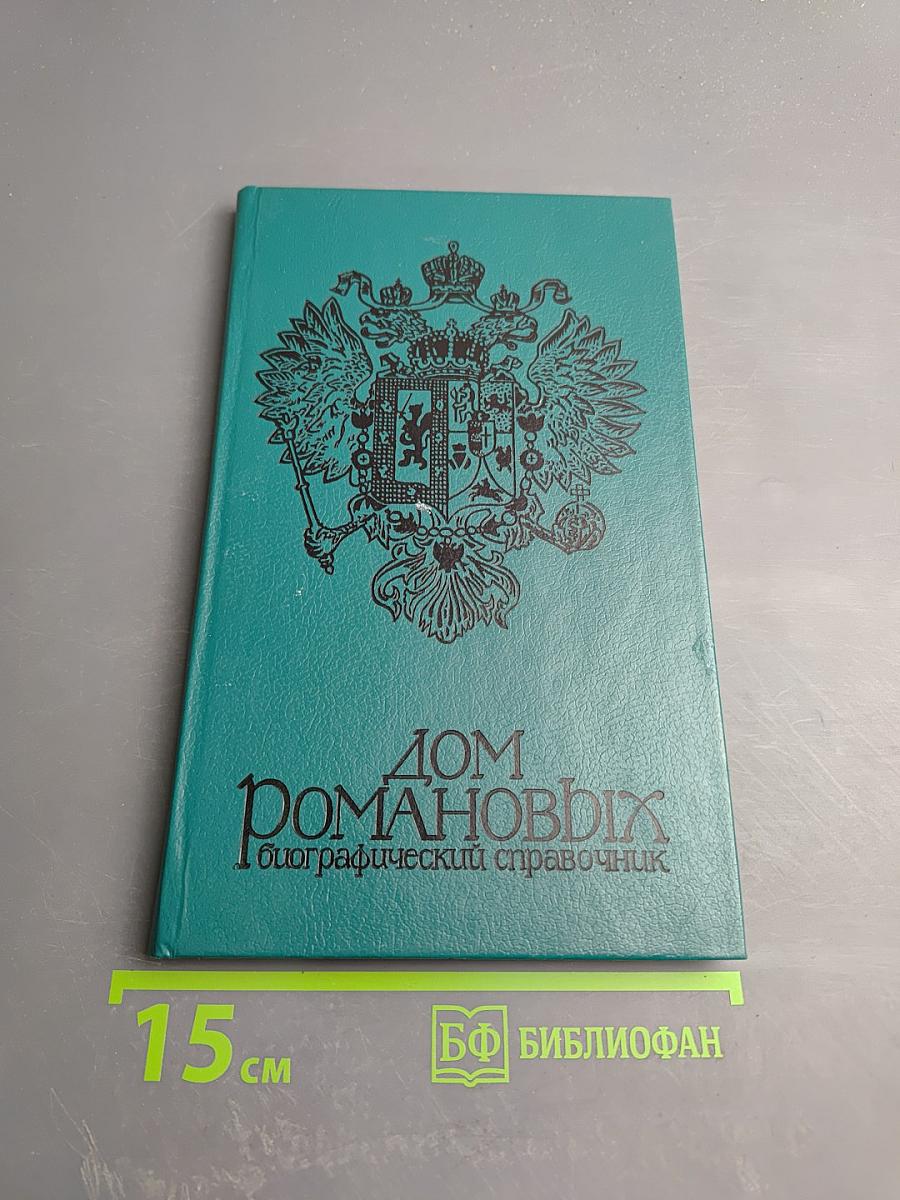 ДОМ
РОМАНОВЫХ
биографический справочник
15 см
БФ БИБЛИОФАН